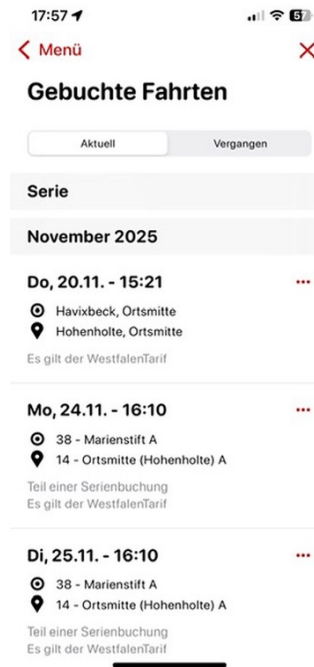 17:57
57
Menü
Gebuchte Fahrten
Aktuell
Vergangen
Serie
November 2025
Do, 20.11. - 15:21
Havixbeck, Ortsmitte
Hohenholte, Ortsmitte
Es gilt der WestfalenTarif
Mo, 24.11. - 16:10
38 - Marienstift A
14 - Ortsmitte (Hohenholte) A
Teil einer Serienbuchung
Es gilt der WestfalenTarif
Di, 25.11. - 16:10
38 - Marienstift A
14 - Ortsmitte (Hohenholte) A
Teil einer Serienbuchung
Es gilt der WestfalenTarif